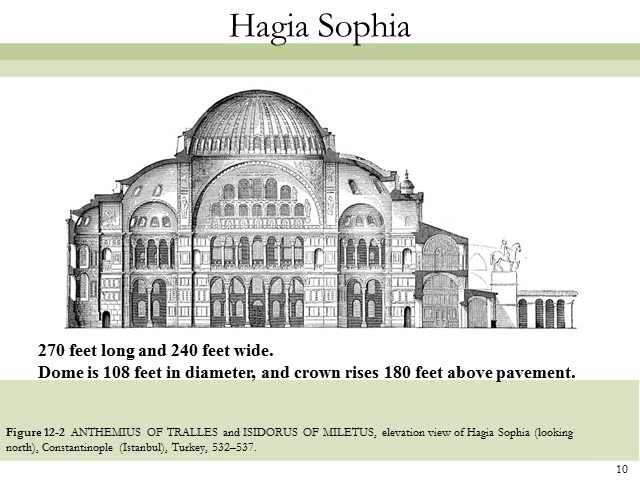 Hagia Sophia
270 feet long and 240 feet wide.
Dome is 108 feet in diameter, and crown rises 180 feet above pavement.
Figure 12-2 ANTHEMIUS OF TRALLES and ISIDORUS OF MILETUS, elevation view of Hagia Sophia (looking
north), Constantinople (Istanbul), Turkey, 532–537.
10